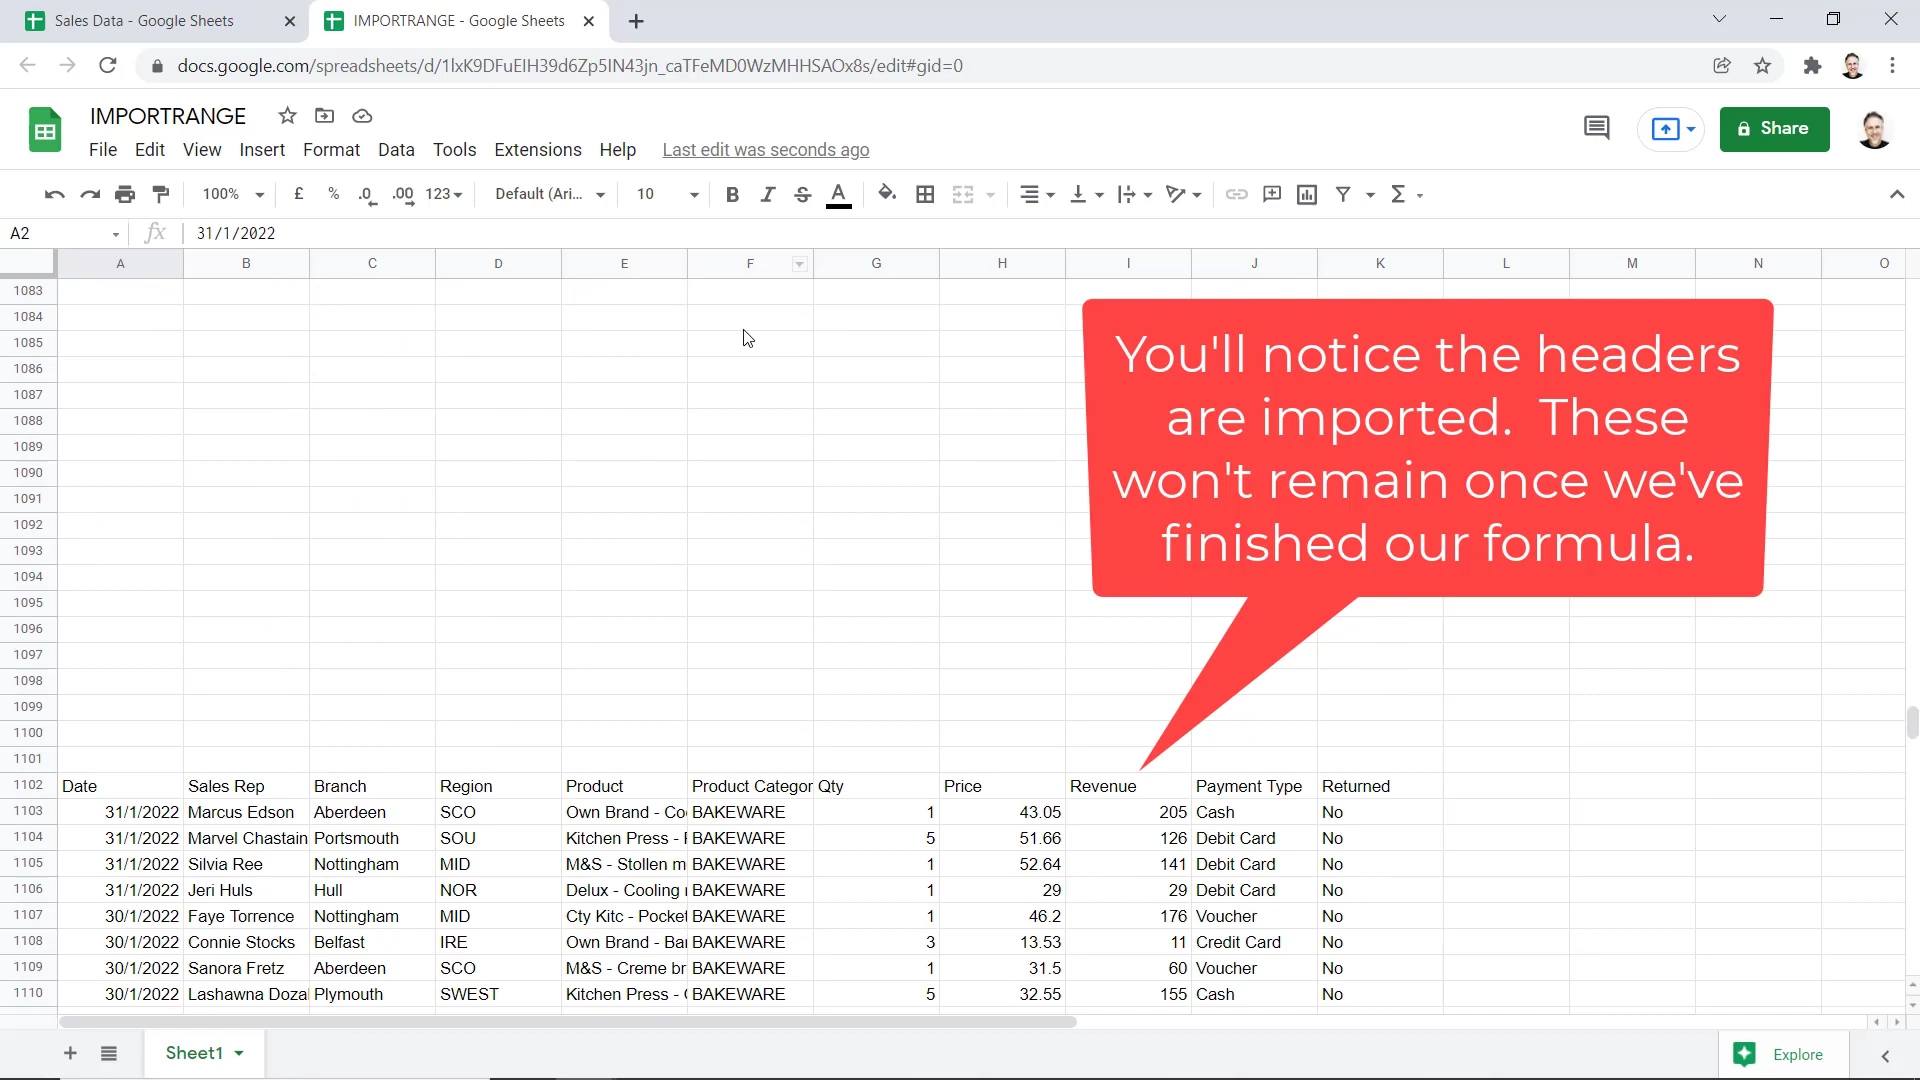 Sales Data - Google Sheets
IMPORTRANGE - Google Sheets
docs.google.com/spreadsheets/d/1lxK9DFuEIH39d6Zp5IN43jn_caTFeMD0WzMHHSAOx8s/edit#gid=0
IMPORTRANGE
File Edit View Insert Format Data Tools Extensions Help Last edit was seconds ago
Share
100% £ % .0 .00 123 Default (Ari... 10 B I S A Σ
A2 fx 31/1/2022
A B C D E F G H I J K L M N O
1083
1084
1085
1086
1087
1088
1089
1090
1091
1092
1093
1094
1095
1096
1097
1098
1099
1100
1101
You'll notice the headers
are imported. These
won't remain once we've
finished our formula.
1102 Date Sales Rep Branch Region Product Product Categor Qty Price Revenue Payment Type Returned
1103 31/1/2022 Marcus Edson Aberdeen SCO Own Brand - Co BAKEWARE 1 43.05 205 Cash No
1104 31/1/2022 Marvel Chastain Portsmouth SOU Kitchen Press - BAKEWARE 5 51.66 126 Debit Card No
1105 31/1/2022 Silvia Ree Nottingham MID M&S - Stollen m BAKEWARE 1 52.64 141 Debit Card No
1106 31/1/2022 Jeri Huls Hull NOR Delux - Cooling BAKEWARE 1 29 29 Debit Card No
1107 30/1/2022 Faye Torrence Nottingham MID Cty Kitc - Pocket BAKEWARE 1 46.2 176 Voucher No
1108 30/1/2022 Connie Stocks Belfast IRE Own Brand - Bai BAKEWARE 3 13.53 11 Credit Card No
1109 30/1/2022 Sanora Fretz Aberdeen SCO M&S - Creme br BAKEWARE 1 31.5 60 Voucher No
1110 30/1/2022 Lashawna Doza Plymouth SWEST Kitchen Press - BAKEWARE 5 32.55 155 Cash No
Sheet1
Explore